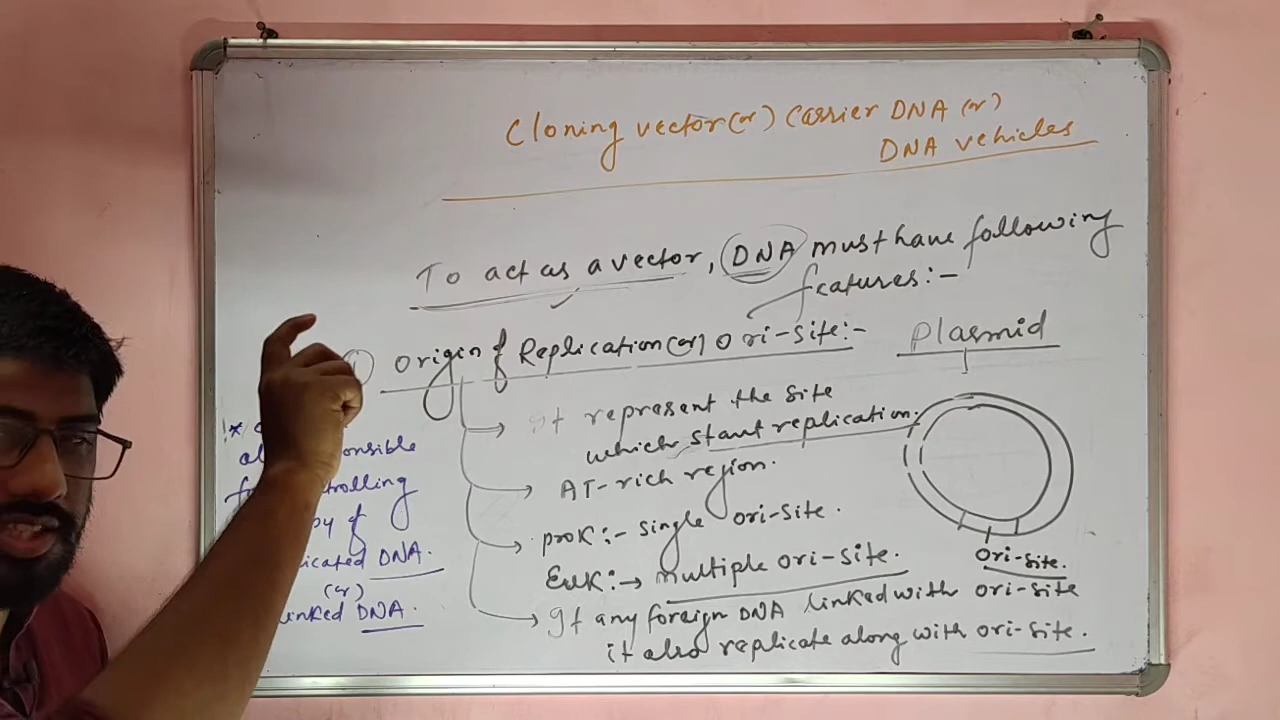 Cloning vector (or) Carrier DNA (or)
DNA vehicles
To act as a vector, DNA must have following
features:-
① Origin of Replication (or) Ori-site:-
It represent the site
which start replication.
AT-rich region.
prok:- single ori-site.
Euk:→ multiple ori-site.
If any foreign DNA linked with ori-site
it also replicate along with ori-site.
Plasmid
Ori-site.
DNA.
(or)
DNA.